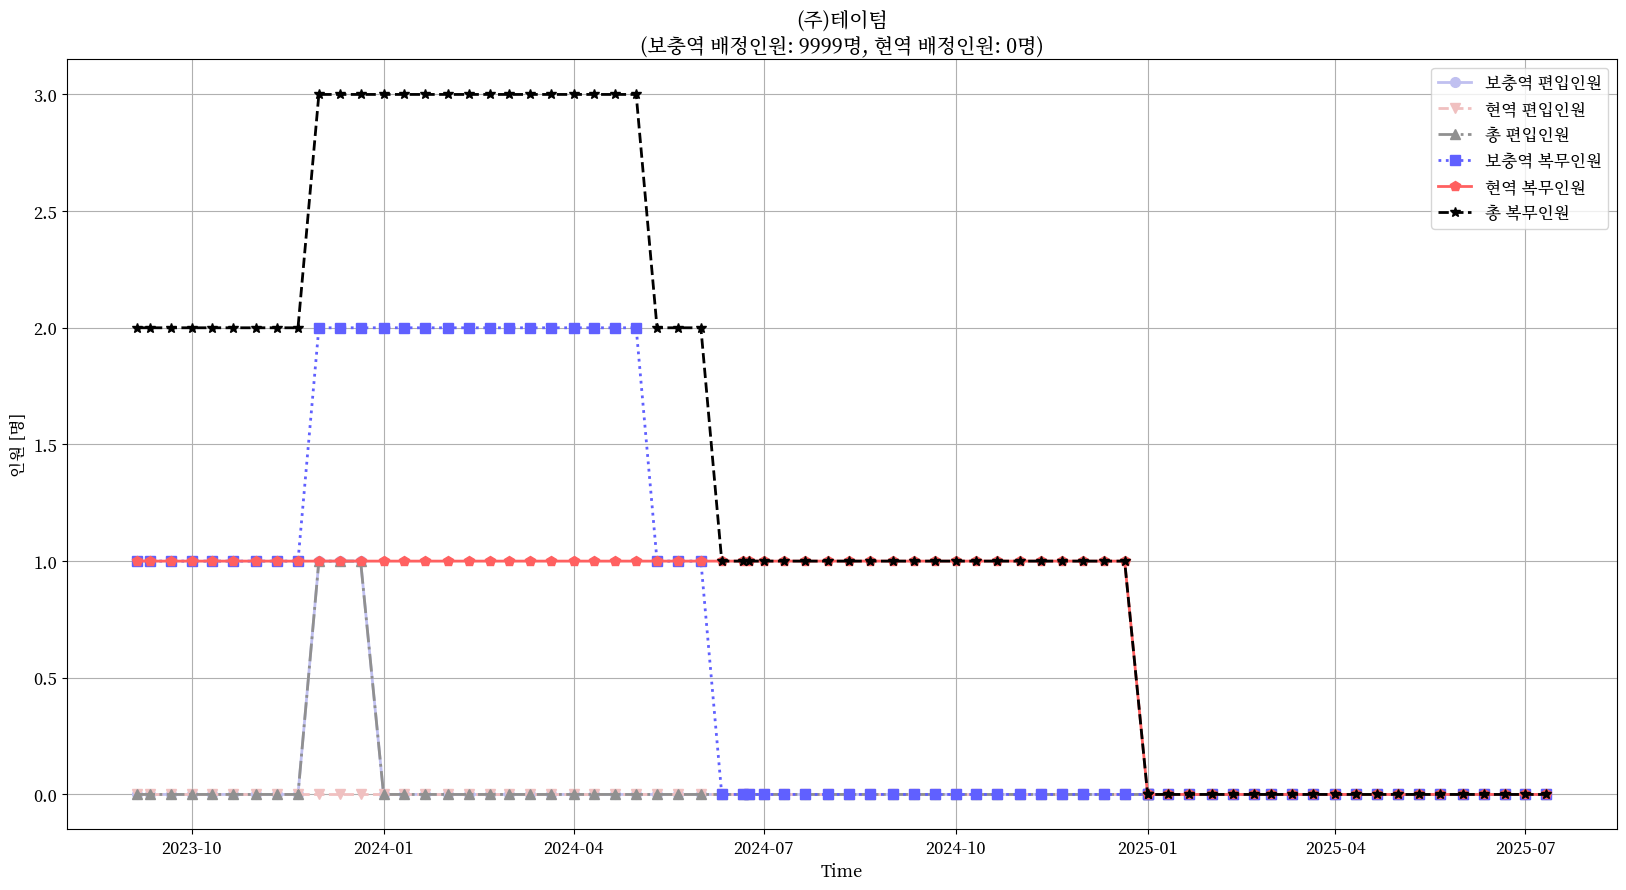 (주)테이텀
(보충역 배정인원: 9999명, 현역 배정인원: 0명)
보충역 편입인원
현역 편입인원
총 편입인원
보충역 복무인원
현역 복무인원
총 복무인원
인원 [명]
3.0
2.5
2.0
1.5
1.0
0.5
0.0
2023-10
2024-01
2024-04
2024-07
2024-10
2025-01
2025-04
2025-07
Time